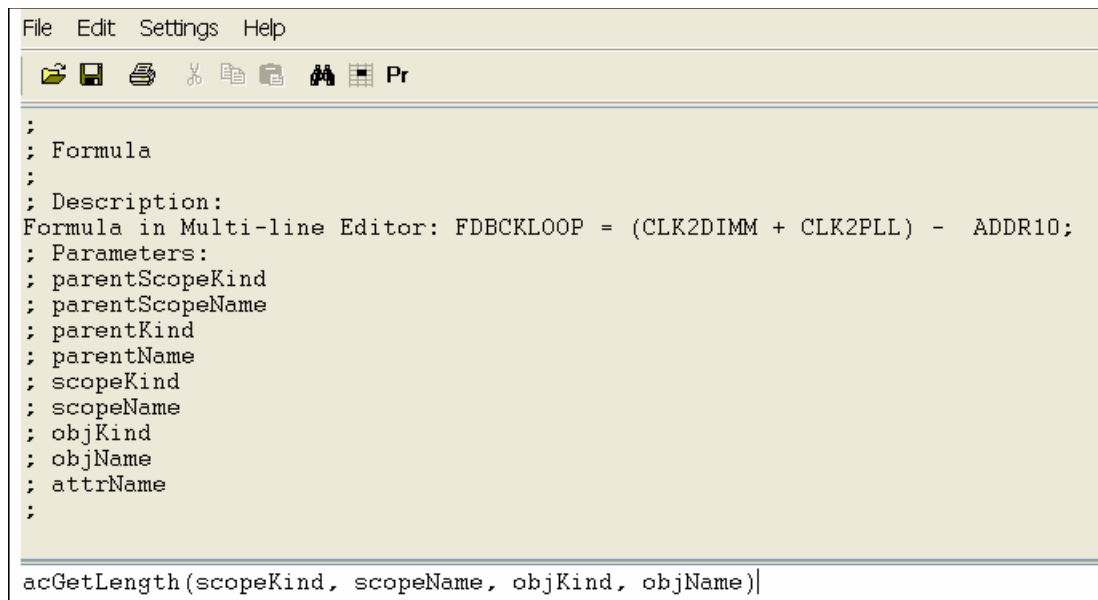 File Edit Settings Help
Pr
;
; Formula
;
; Description:
Formula in Multi-line Editor: FDBCKLOOP = (CLK2DIMM + CLK2PLL) - ADDR10;
; Parameters:
; parentScopeKind
; parentScopeName
; parentKind
; parentName
; scopeKind
; scopeName
; objKind
; objName
; attrName
;
acGetLength(scopeKind, scopeName, objKind, objName)